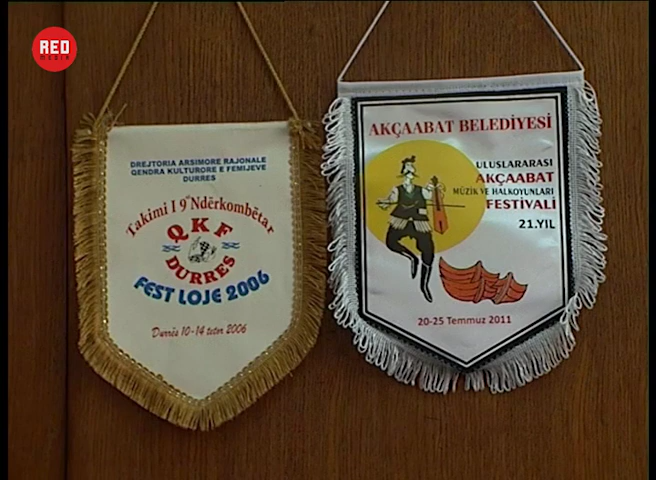 RED
MEDIA
DREJTORIA ARSIMORE RAJONALE
QENDRA KULTURORE E FEMIJEVE
DURRES
Takimi I 9 Ndërkombëtar
QKF
DURRES
FEST LOJE 2006
Durrës 10-14 tetor 2006
AKÇAABAT BELEDİYESİ
ULUSLARARASI
AKÇAABAT
MÜZİK VE HALKOYUNLARI
FESTİVALİ
21.YIL
20-25 Temmuz 2011